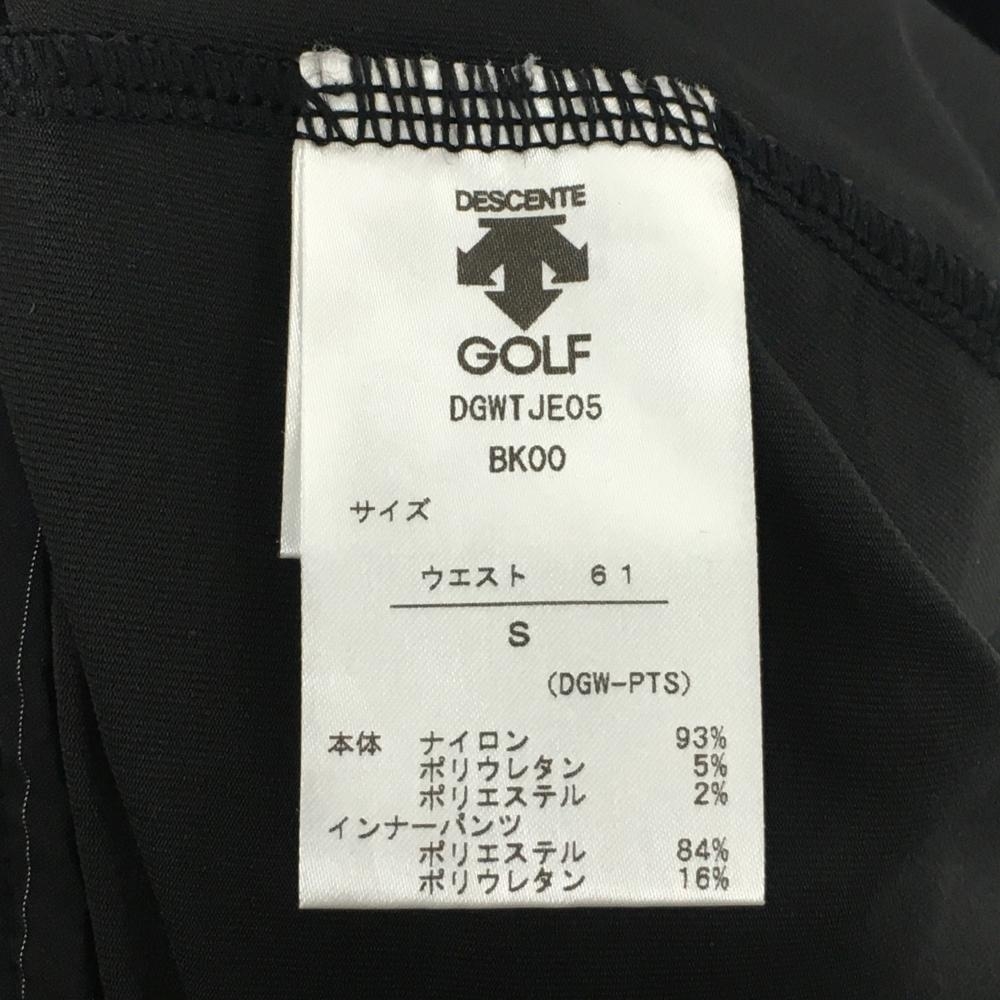 DESCENTE
GOLF
DGWTJE05
BK00
サイズ
ウエスト 61
S
(DGW-PTS)
本体 ナイロン 93%
ポリウレタン 5%
ポリエステル 2%
インナーパンツ
ポリエステル 84%
ポリウレタン 16%